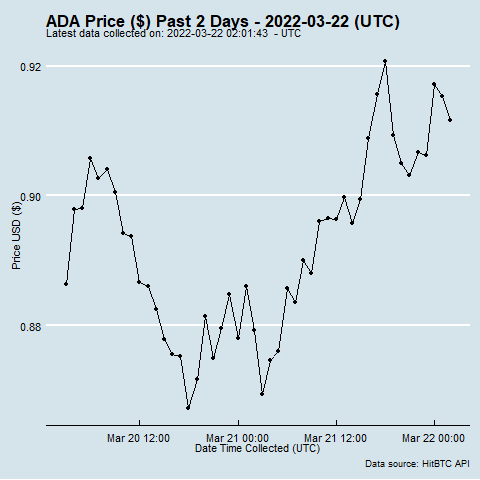 ADA Price ($) Past 2 Days - 2022-03-22 (UTC)
Latest data collected on: 2022-03-22 02:01:43 - UTC
0.92
0.90
0.88
Price USD ($)
Mar 20 12:00
Mar 21 00:00
Mar 21 12:00
Mar 22 00:00
Date Time Collected (UTC)
Data source: HitBTC API